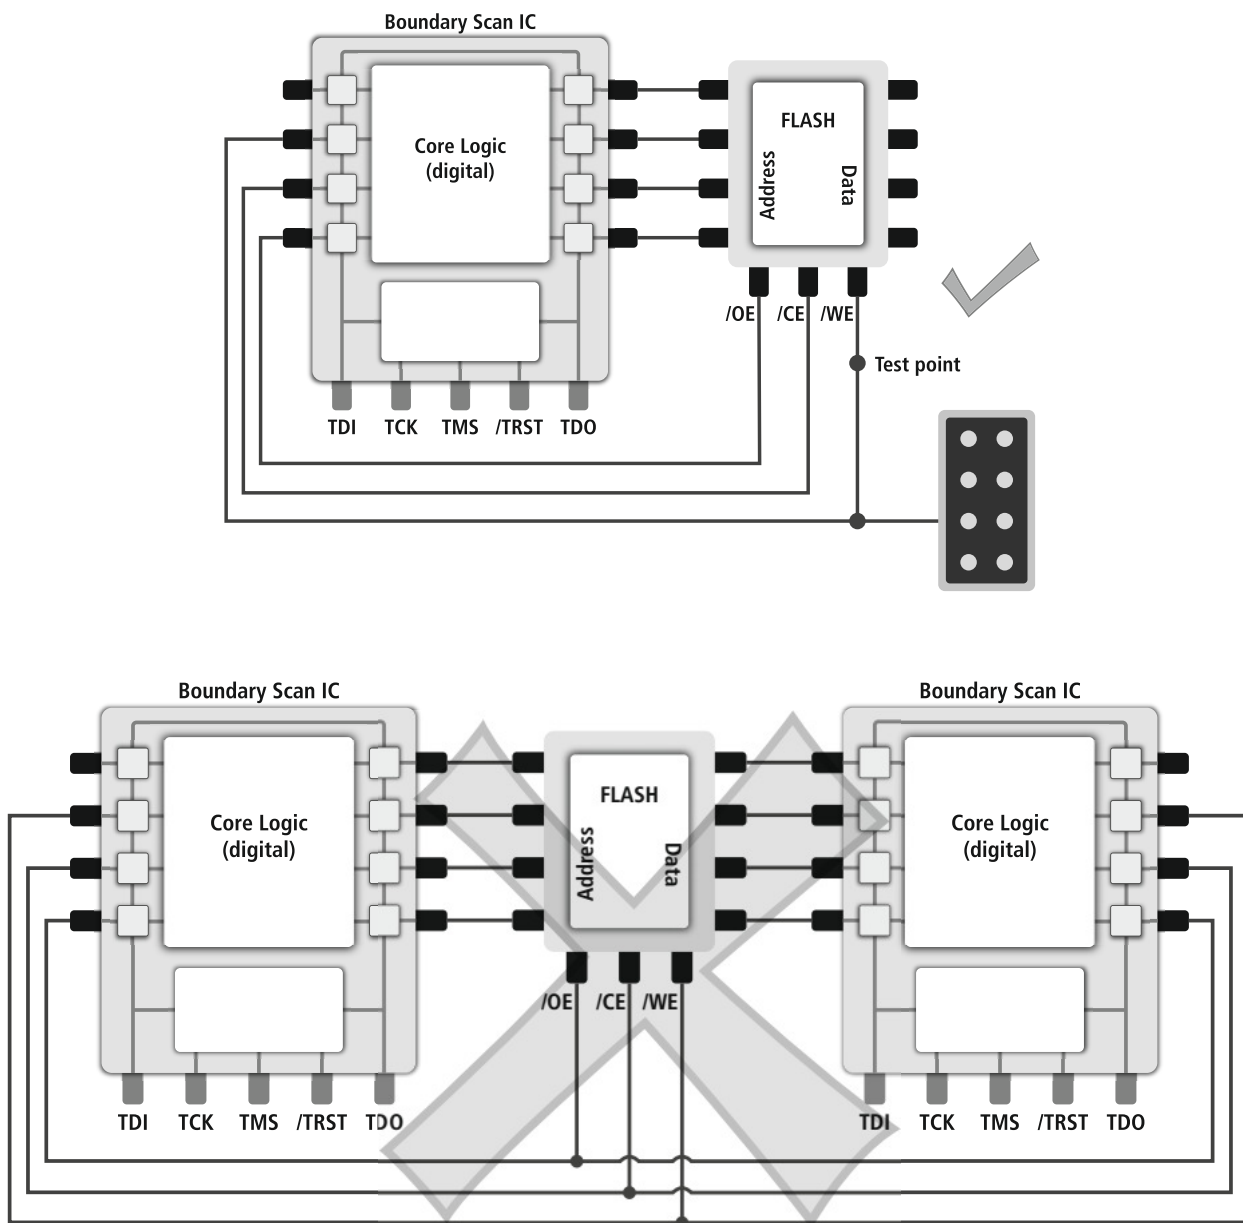 Boundary Scan IC
Core Logic
(digital)
FLASH
Address
Data
/OE
/CE
/WE
Test point
TDI
TCK
TMS
/TRST
TDO
Boundary Scan IC
Boundary Scan IC
Core Logic
(digital)
FLASH
Address
Data
Core Logic
(digital)
/OE
/CE
/WE
TDI
TCK
TMS
/TRST
TDO
TDI
TCK
TMS
/TRST
TDO